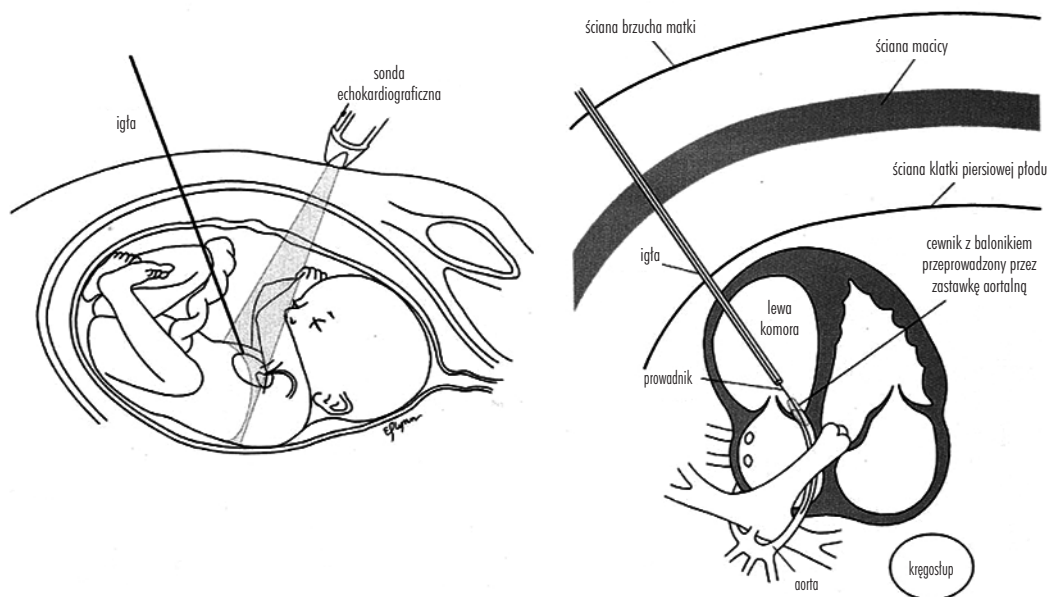 igła
sonda
echokardiograficzna
ściana brzucha matki
ściana macicy
ściana klatki piersiowej płodu
igła
cewnik z balonikiem
przeprowadzony przez
zastawkę aortalną
lewa
komora
prowadnik
aorta
kręgosłup